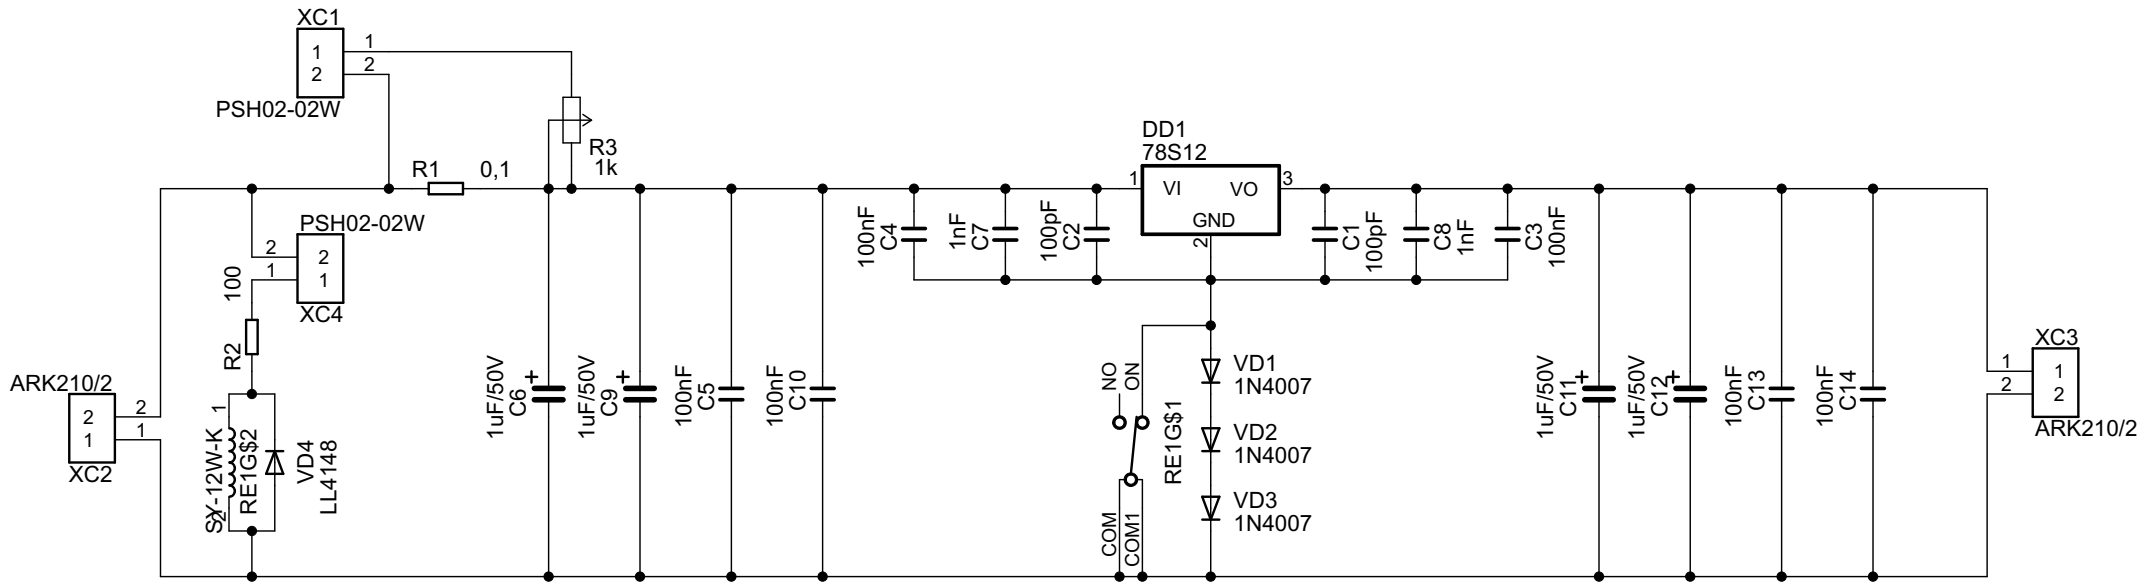 XC1
1
2
1
2
PSH02-02W
R1
0,1
R3
1k
DD1
78S12
1
VI
VO
3
GND
2
PSH02-02W
2
1
2
1
XC4
100
R2
100nF
C4
1nF
C7
100pF
C2
C1
100pF
C8
1nF
C3
100nF
ARK210/2
2
1
2
1
XC2
SY-12W-K
1
2
RE1G$2
VD4
LL4148
1uF/50V
C6
+
1uF/50V
C9
+
100nF
C5
100nF
C10
NO
ON
RE1G$1
COM
COM1
VD1
1N4007
VD2
1N4007
VD3
1N4007
1uF/50V
C11
+
1uF/50V
C12
+
100nF
C13
100nF
C14
XC3
1
2
1
2
ARK210/2